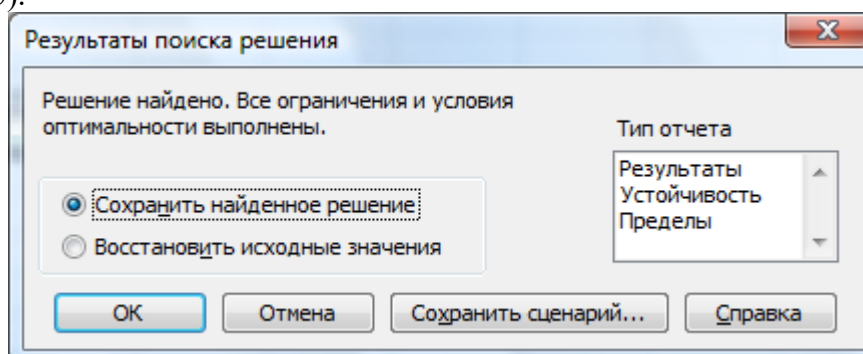 Результаты поиска решения
Решение найдено. Все ограничения и условия
оптимальности выполнены.
Тип отчета
Результаты
Устойчивость
Пределы
Сохранить найденное решение
Восстановить исходные значения
ОК
Отмена
Сохранить сценарий...
Справка